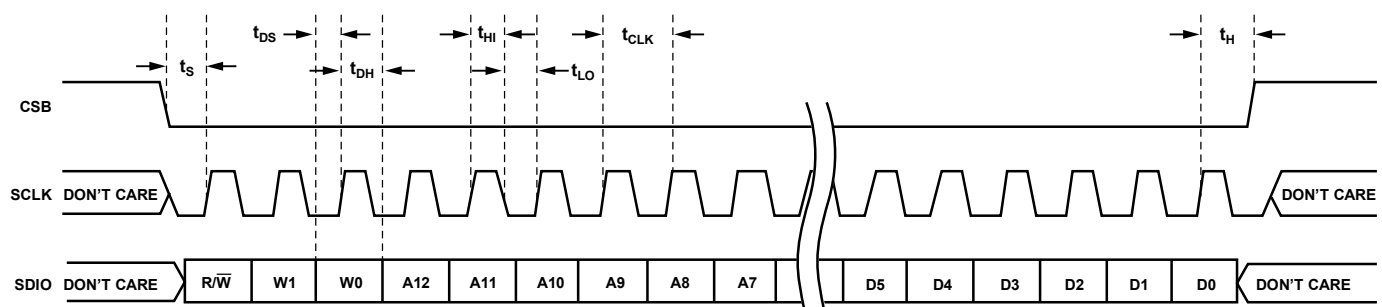 tDS
tHI
tCLK
tH
tS
tDH
tLO
CSB
SCLK DON'T CARE DON'T CARE
SDIO DON'T CARE R/W̅ W1 W0 A12 A11 A10 A9 A8 A7 D5 D4 D3 D2 D1 D0 DON'T CARE